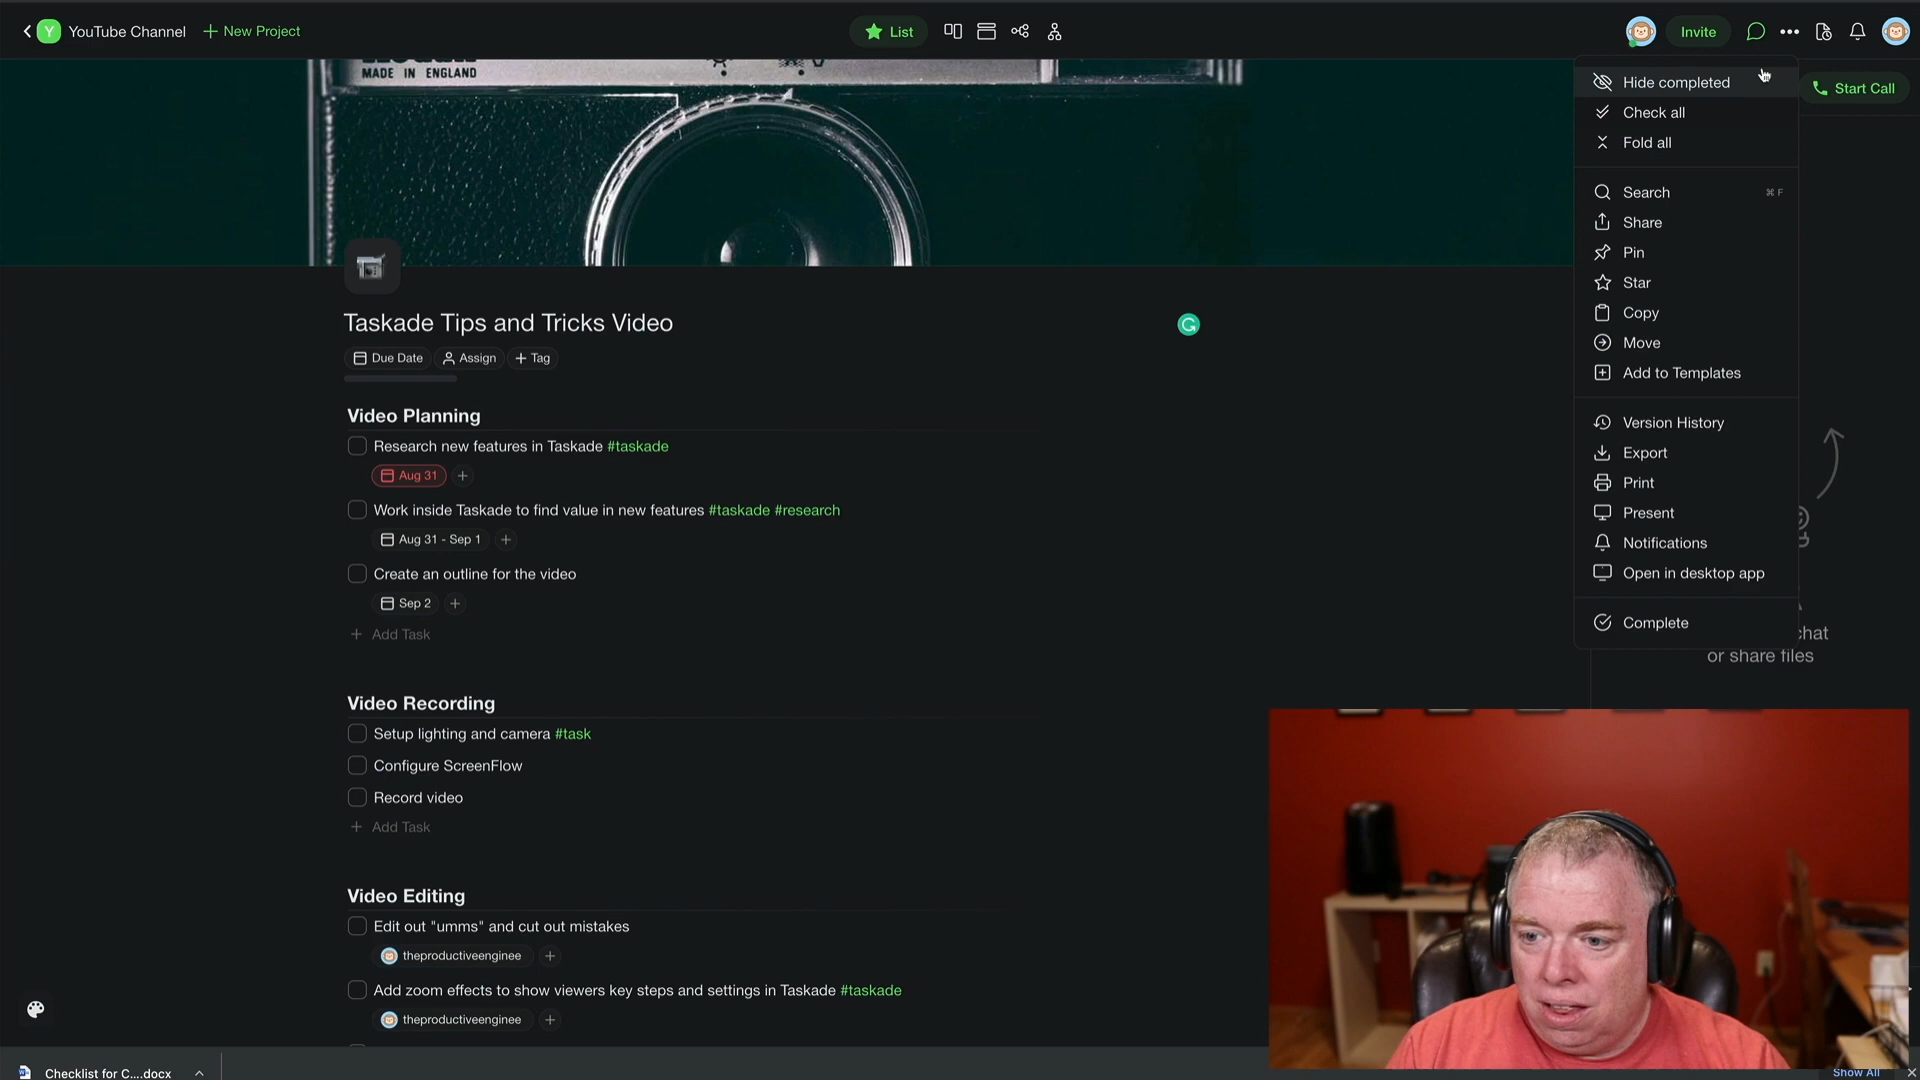 Y YouTube Channel + New Project
List
Invite
MADE IN ENGLAND
Hide completed
Start Call
Check all
Fold all
Search ⌘ F
Share
Pin
Star
Copy
Move
Add to Templates
Version History
Export
Print
Present
Notifications
Open in desktop app
Complete
chat
or share files
Taskade Tips and Tricks Video
Due Date Assign + Tag
Video Planning
Research new features in Taskade #taskade
Aug 31 +
Work inside Taskade to find value in new features #taskade #research
Aug 31 - Sep 1 +
Create an outline for the video
Sep 2 +
+ Add Task
Video Recording
Setup lighting and camera #task
Configure ScreenFlow
Record video
+ Add Task
Video Editing
Edit out "umms" and cut out mistakes
theproductiveenginee +
Add zoom effects to show viewers key steps and settings in Taskade #taskade
theproductiveenginee +
Checklist for C....docx
Show All